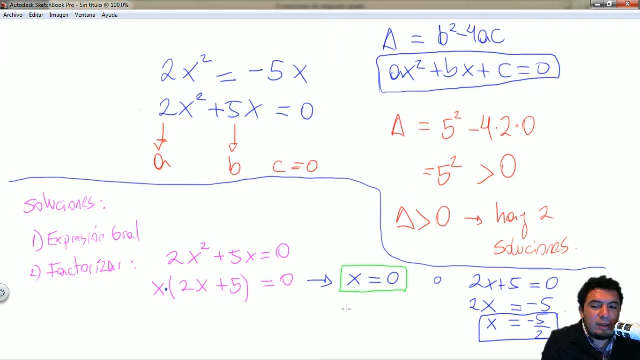 Autodesk SketchBook Pro - Sin título @ 100.0%
Archivo Editar Imagen Ventana Ayuda
Δ = b² - 4ac
ax² + bx + c = 0
2x² = -5x
2x² + 5x = 0
a b c = 0
Δ = 5² - 4·2·0
= 5² > 0
Δ > 0 → hay 2
soluciones.
Soluciones:
1) Expresión Gral
2) Factorizar:
2x² + 5x = 0
x·(2x + 5) = 0 → x = 0 o 2x + 5 = 0
2x = -5
x = -5/2